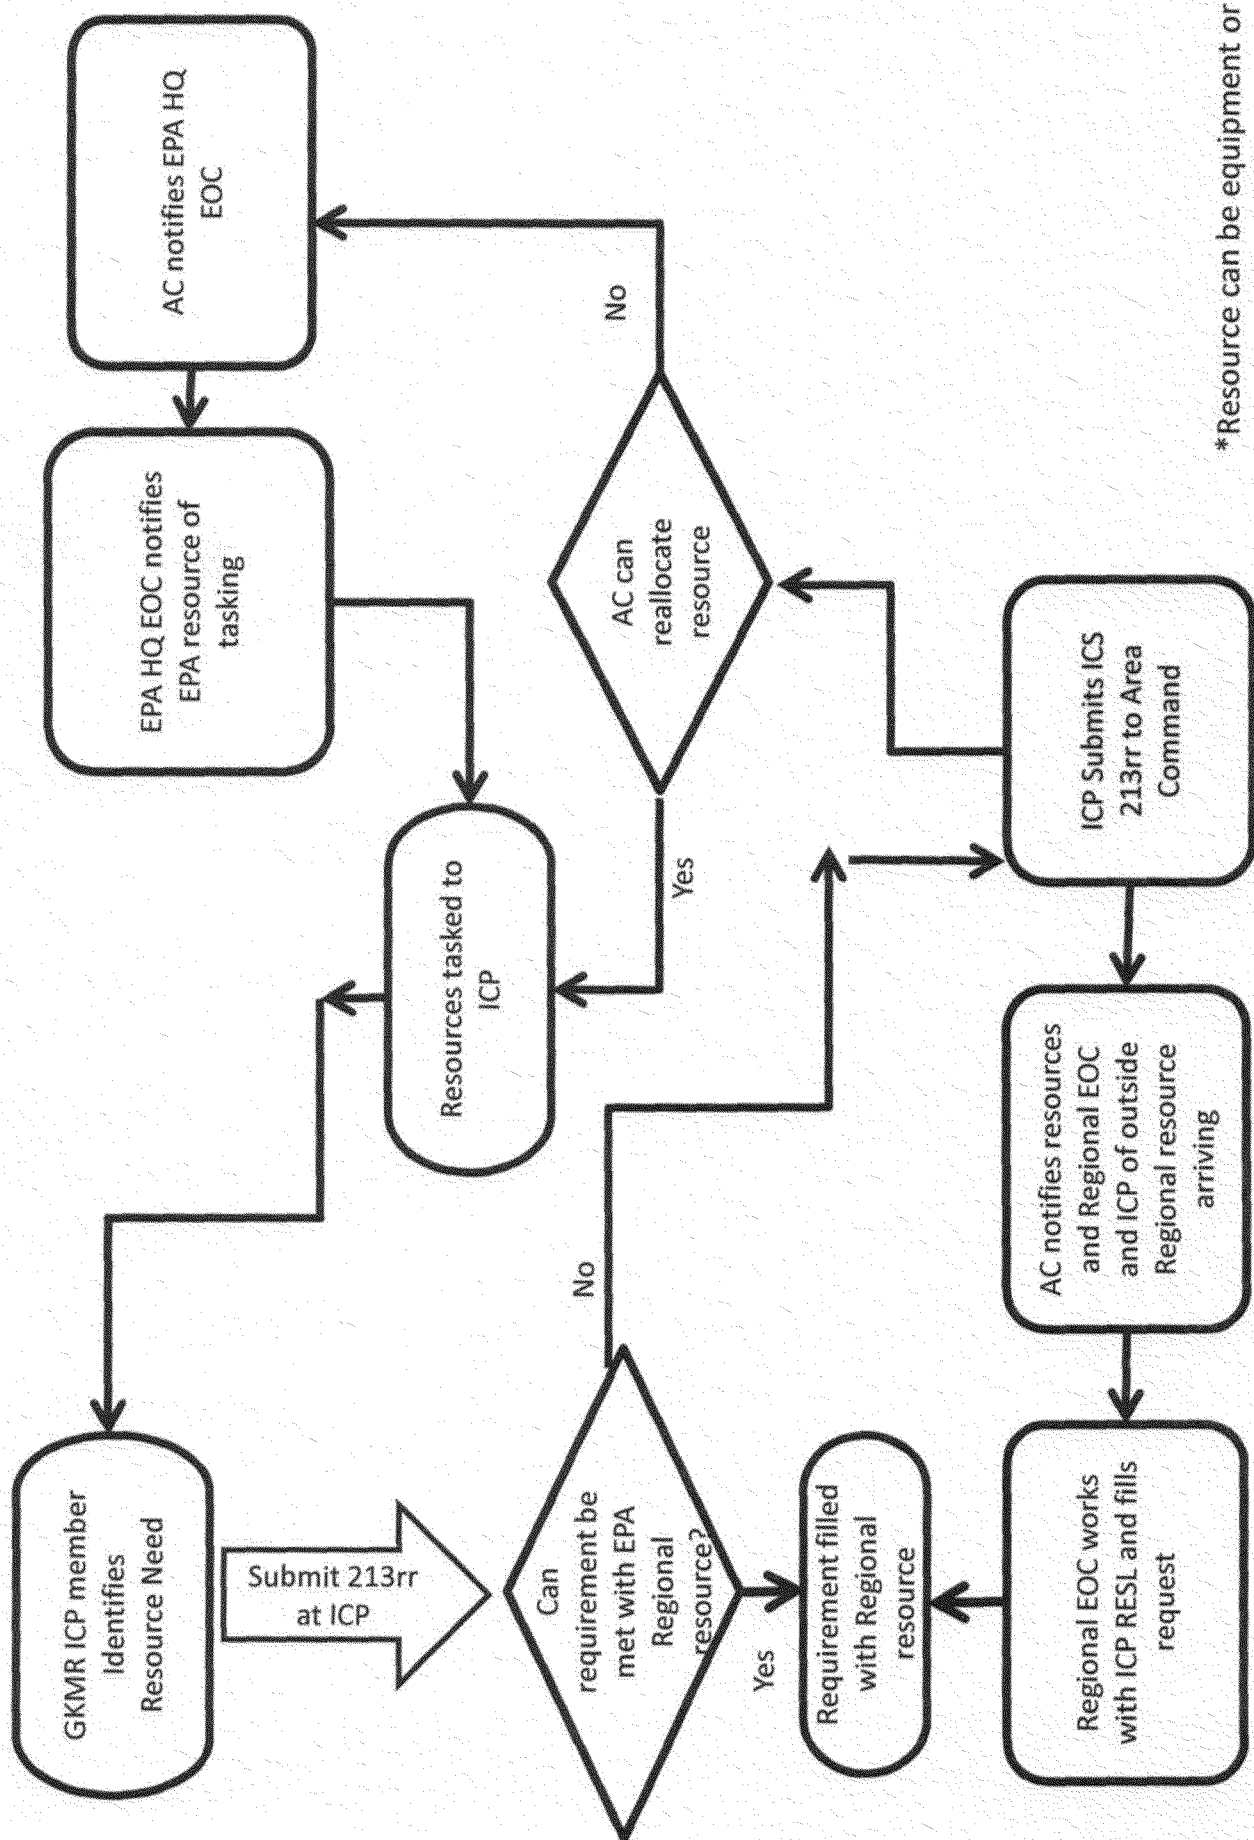 GKMR ICP member
Identifies
Resource Need
Submit 213rr
at ICP
Can
requirement be
met with EPA
Regional
resource?
No
Yes
Requirement filled
with Regional
resource
Regional EOC works
with ICP RESL and fills
request
AC notifies resources
and Regional EOC
and ICP of outside
Regional resource
arriving
ICP Submits ICS
213rr to Area
Command
AC can
reallocate
resource
Yes
No
Resources tasked to
ICP
EPA HQ EOC notifies
EPA resource of
tasking
AC notifies EPA HQ
EOC
*Resource can be equipment or